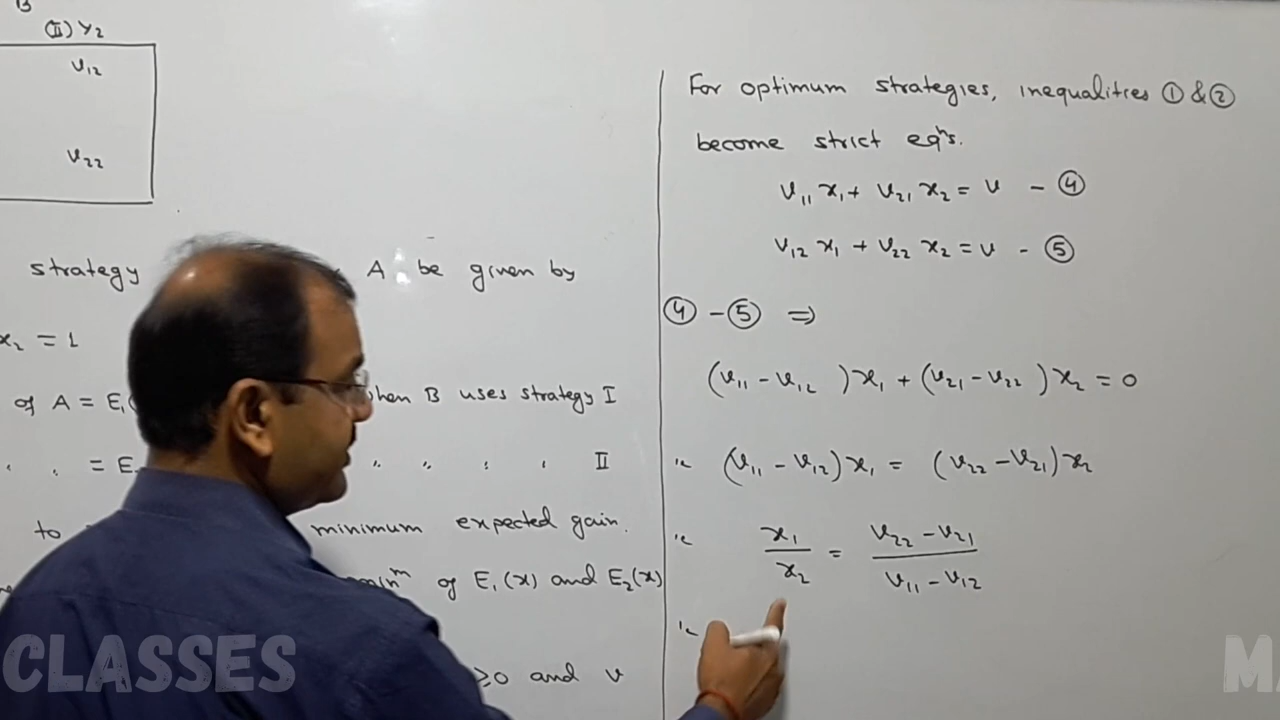 B
(II) y₂
v₁₂
v₂₂
strategy A be given by
x₂ = 1
of A = E₁ when B uses strategy I
" . = E " " " ' II
to minimum expected gain.
minᵐ of E₁(x) and E₂(x)
≥0 and v
For optimum strategies, inequalities ① & ②
become strict eqⁿs.
v₁₁ x₁ + v₂₁ x₂ = v - ④
v₁₂ x₁ + v₂₂ x₂ = v - ⑤
④ - ⑤ ⇒
(v₁₁ - v₁₂ )x₁ + (v₂₁ - v₂₂ )x₂ = 0
ie (v₁₁ - v₁₂)x₁ = (v₂₂ - v₂₁)x₂
ie x₁/x₂ = (v₂₂ - v₂₁)/(v₁₁ - v₁₂)
ie
CLASSES